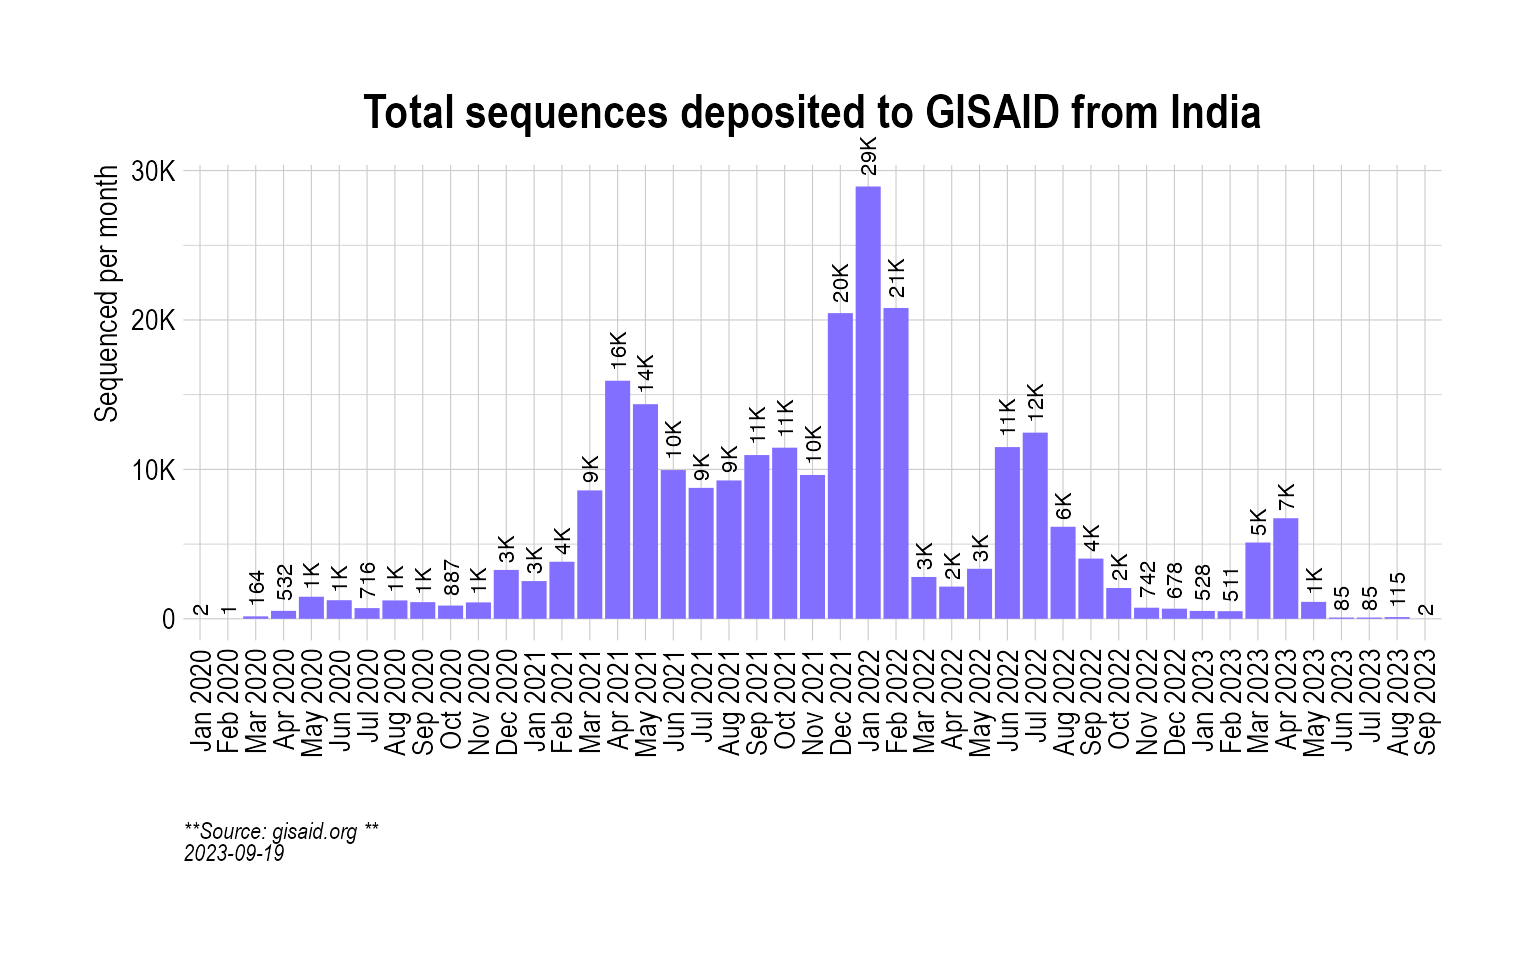 Total sequences deposited to GISAID from India
Sequenced per month
30K
20K
10K
0
2
1
164
532
1K
1K
716
1K
1K
887
1K
3K
3K
4K
9K
16K
14K
10K
9K
9K
11K
11K
10K
20K
29K
21K
3K
2K
3K
11K
12K
6K
4K
2K
742
678
528
511
5K
7K
1K
85
85
115
2
Jan 2020
Feb 2020
Mar 2020
Apr 2020
May 2020
Jun 2020
Jul 2020
Aug 2020
Sep 2020
Oct 2020
Nov 2020
Dec 2020
Jan 2021
Feb 2021
Mar 2021
Apr 2021
May 2021
Jun 2021
Jul 2021
Aug 2021
Sep 2021
Oct 2021
Nov 2021
Dec 2021
Jan 2022
Feb 2022
Mar 2022
Apr 2022
May 2022
Jun 2022
Jul 2022
Aug 2022
Sep 2022
Oct 2022
Nov 2022
Dec 2022
Jan 2023
Feb 2023
Mar 2023
Apr 2023
May 2023
Jun 2023
Jul 2023
Aug 2023
Sep 2023
**Source: gisaid.org **
2023-09-19